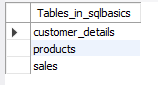 Tables_in_sqlbasics
customer_details
products
sales